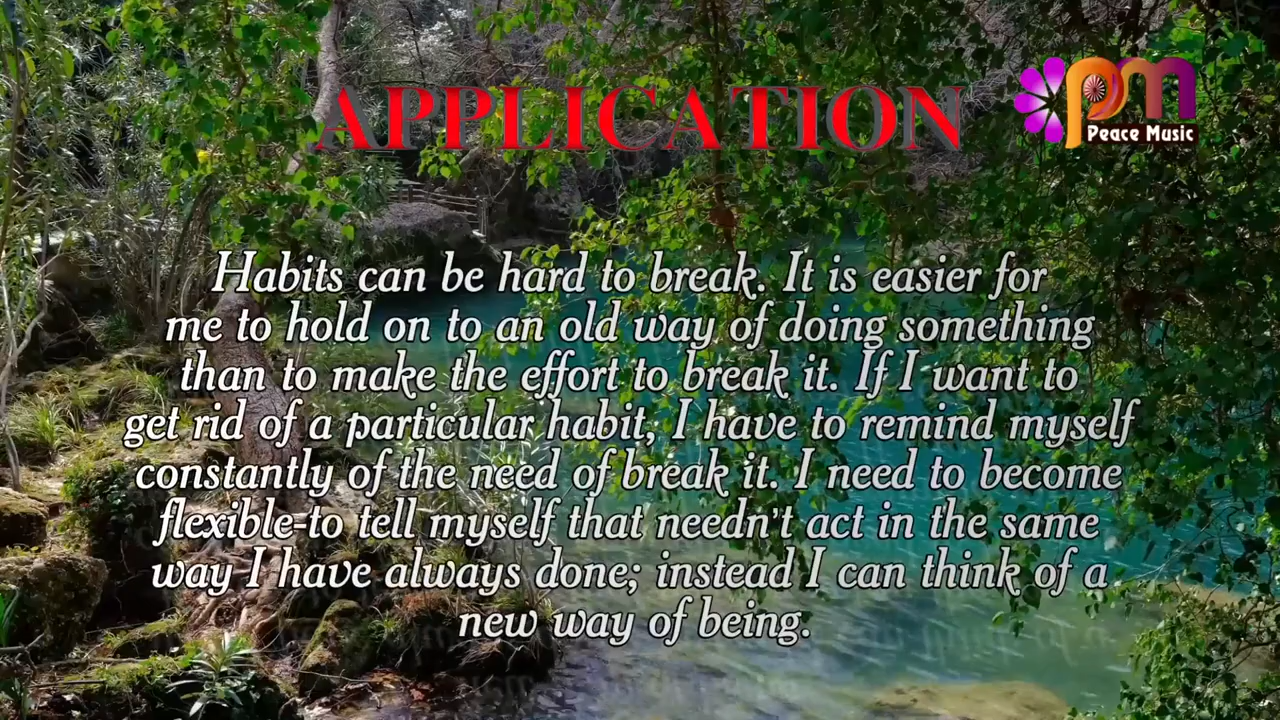 APPLICATION
pm
Peace Music
Habits can be hard to break. It is easier for
me to hold on to an old way of doing something
than to make the effort to break it. If I want to
get rid of a particular habit, I have to remind myself
constantly of the need of break it. I need to become
flexible-to tell myself that needn't act in the same
way I have always done; instead I can think of a
new way of being.